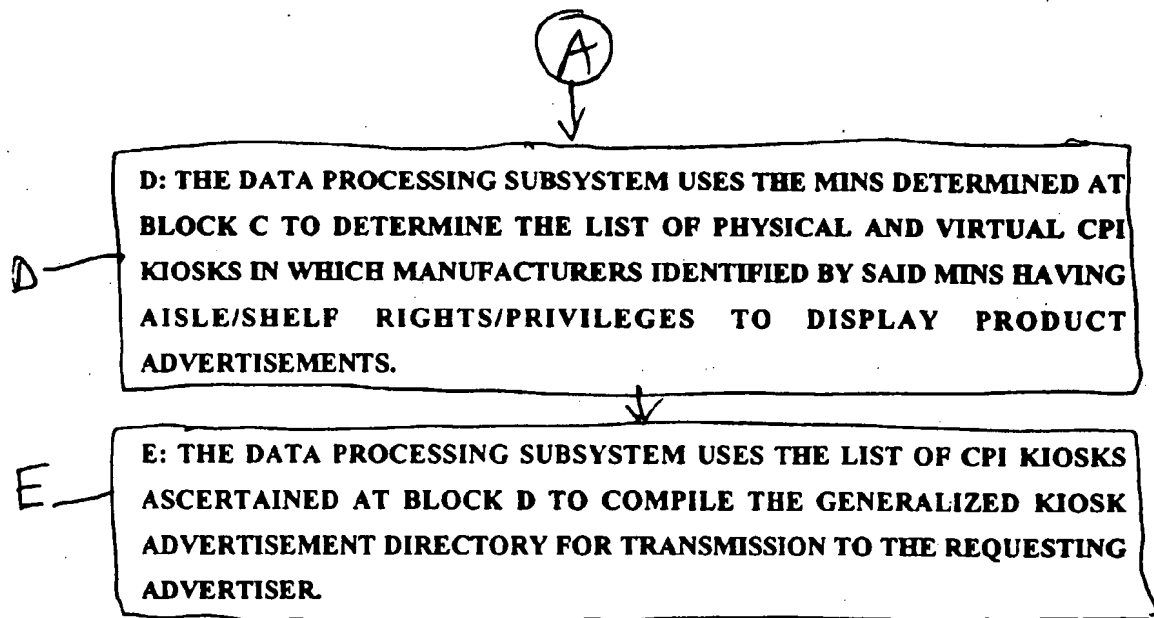 A
D: THE DATA PROCESSING SUBSYSTEM USES THE MINS DETERMINED AT
BLOCK C TO DETERMINE THE LIST OF PHYSICAL AND VIRTUAL CPI
KIOSKS IN WHICH MANUFACTURERS IDENTIFIED BY SAID MINS HAVING
AISLE/SHELF RIGHTS/PRIVILEGES TO DISPLAY PRODUCT
ADVERTISEMENTS.
D
E: THE DATA PROCESSING SUBSYSTEM USES THE LIST OF CPI KIOSKS
ASCERTAINED AT BLOCK D TO COMPILE THE GENERALIZED KIOSK
ADVERTISEMENT DIRECTORY FOR TRANSMISSION TO THE REQUESTING
ADVERTISER.
E